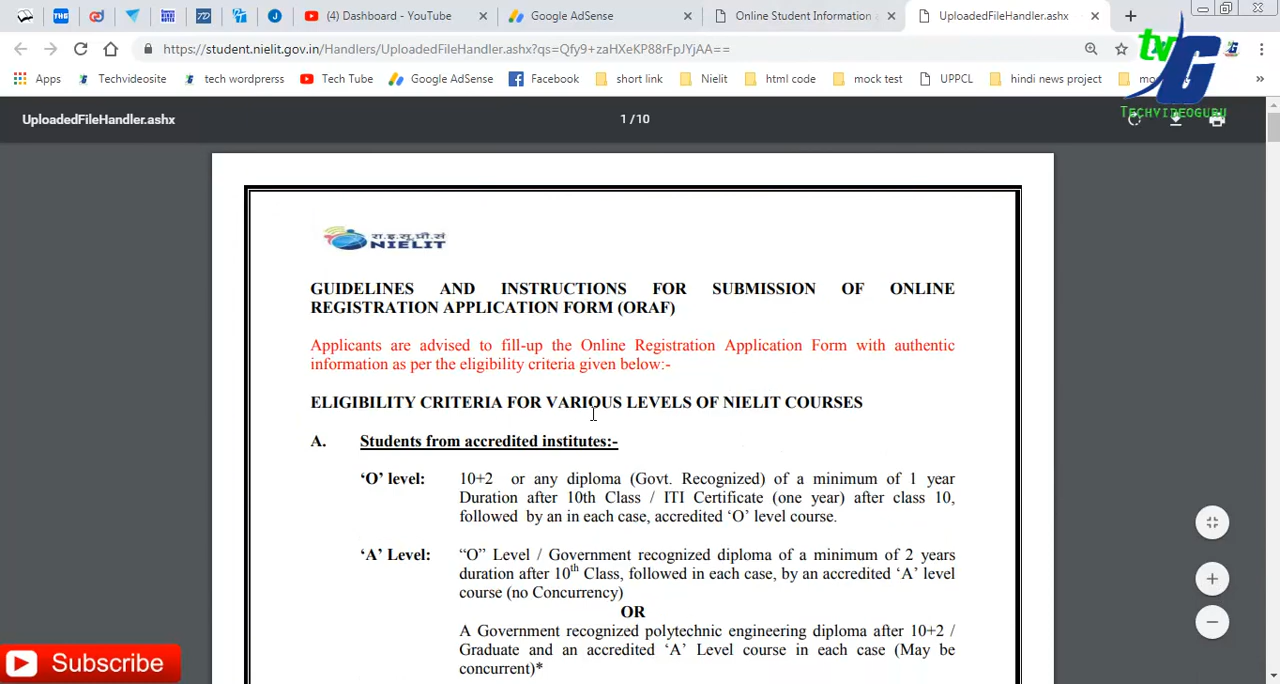 (4) Dashboard - YouTube
Google AdSense
Online Student Information
UploadedFileHandler.ashx
https://student.nielit.gov.in/Handlers/UploadedFileHandler.ashx?qs=Qfy9+zaHXeKP88rFpJYjAA==
Apps
Techvideosite
tech wordprerss
Tech Tube
Google AdSense
Facebook
short link
Nielit
html code
mock test
UPPCL
hindi news project
tv G
TECHVIDEOGURU
UploadedFileHandler.ashx
1 / 10
रा.इ.सू.प्रौ.सं
NIELIT
GUIDELINES AND INSTRUCTIONS FOR SUBMISSION OF ONLINE
REGISTRATION APPLICATION FORM (ORAF)
Applicants are advised to fill-up the Online Registration Application Form with authentic
information as per the eligibility criteria given below:-
ELIGIBILITY CRITERIA FOR VARIOUS LEVELS OF NIELIT COURSES
A. Students from accredited institutes:-
‘O’ level: 10+2 or any diploma (Govt. Recognized) of a minimum of 1 year
Duration after 10th Class / ITI Certificate (one year) after class 10,
followed by an in each case, accredited ‘O’ level course.
‘A’ Level: “O” Level / Government recognized diploma of a minimum of 2 years
duration after 10th Class, followed in each case, by an accredited ‘A’ level
course (no Concurrency)
OR
A Government recognized polytechnic engineering diploma after 10+2 /
Graduate and an accredited ‘A’ Level course in each case (May be
concurrent)*
Subscribe